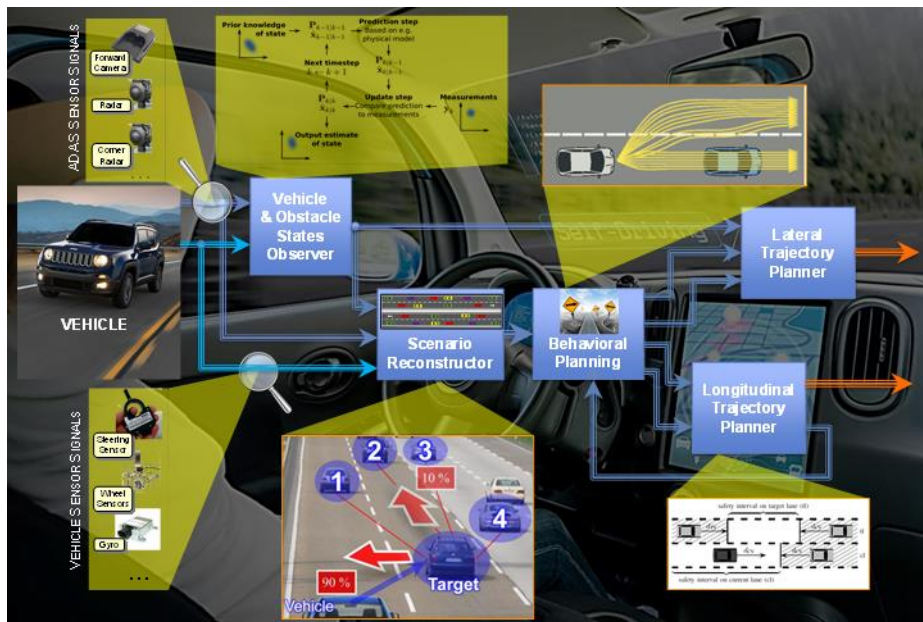 ADAS SENSOR SIGNALS
Forward
Camera
Radar
Corner
Radar
...
Prior knowledge
of state
Prediction step
Based on e.g.
physical model
Next timestep
Update step
Compare prediction
to measurements
Measurements
Output estimate
of state
VEHICLE
Vehicle
& Obstacle
States
Observer
Scenario
Reconstructor
Behavioral
Planning
Lateral
Trajectory
Planner
Longitudinal
Trajectory
Planner
VEHICLE SENSOR SIGNALS
Steering
Sensor
Wheel
Sensors
Gyro
...
1
2
3
4
10 %
90 %
Target
Vehicle
safety interval on target lane (tl)
safety interval on current lane (cl)